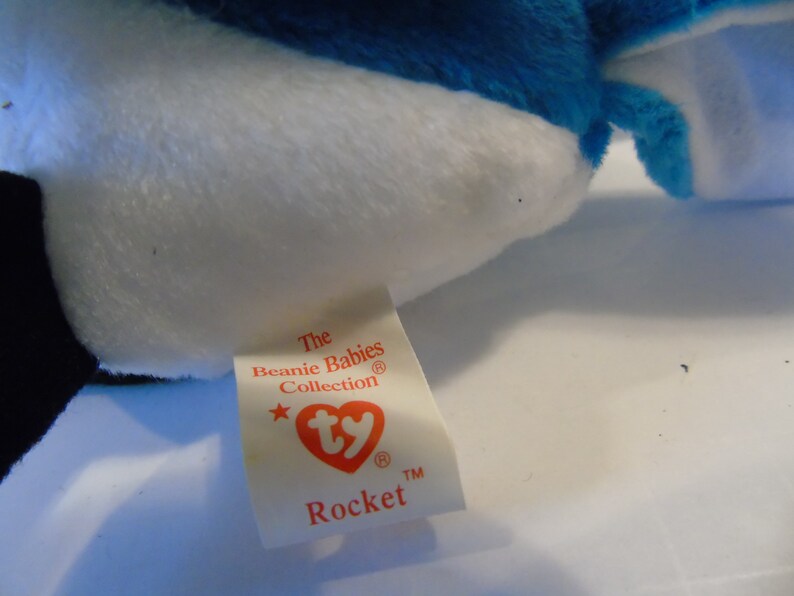 The
Beanie Babies®
Collection
ty®
Rocket™